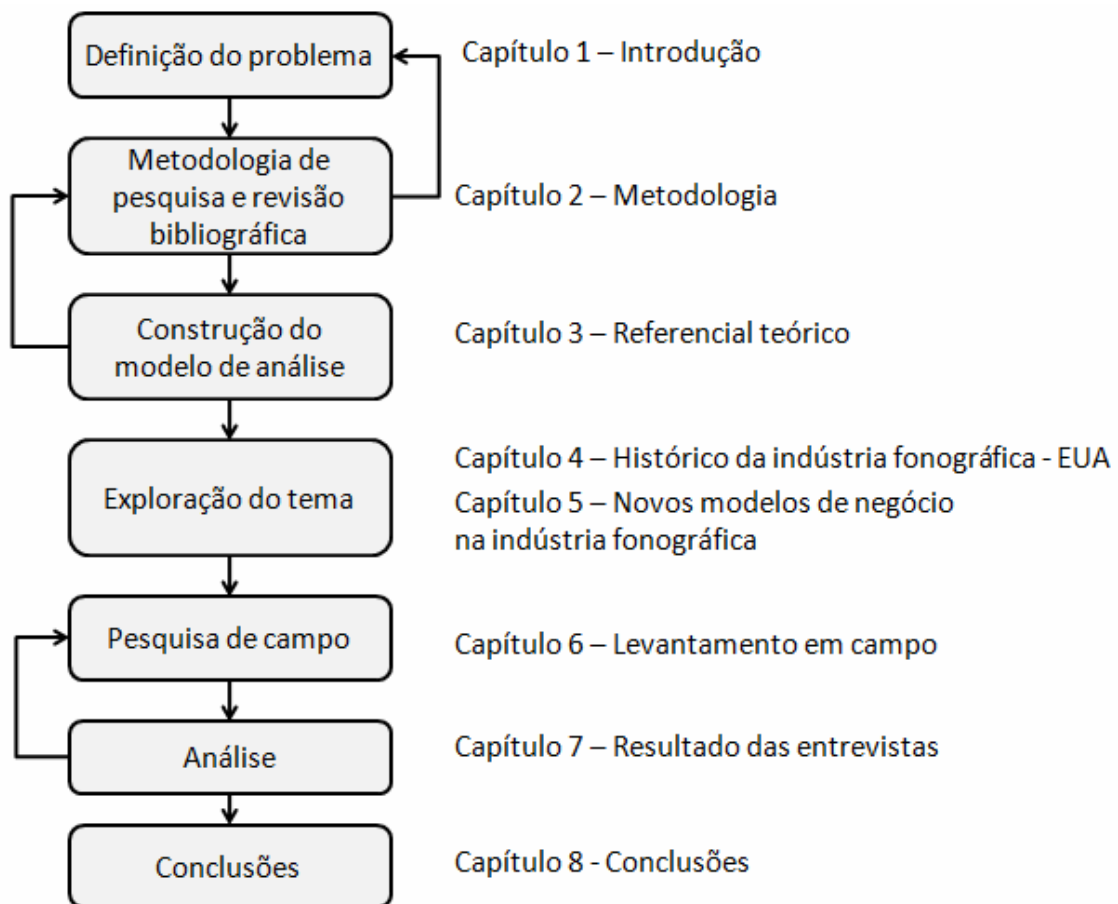 Definição do problema
Capítulo 1 – Introdução
Metodologia de
pesquisa e revisão
bibliográfica
Capítulo 2 – Metodologia
Construção do
modelo de análise
Capítulo 3 – Referencial teórico
Exploração do tema
Capítulo 4 – Histórico da indústria fonográfica - EUA
Capítulo 5 – Novos modelos de negócio
na indústria fonográfica
Pesquisa de campo
Capítulo 6 – Levantamento em campo
Análise
Capítulo 7 – Resultado das entrevistas
Conclusões
Capítulo 8 - Conclusões